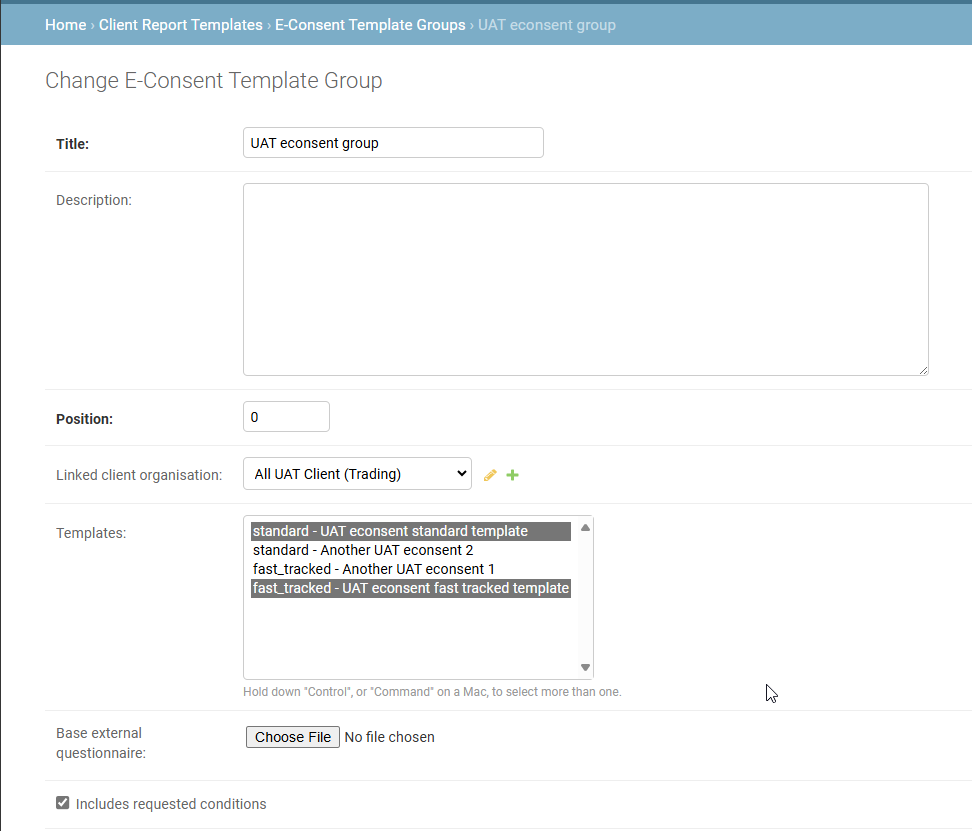 Home › Client Report Templates › E-Consent Template Groups › UAT econsent group
Change E-Consent Template Group
Title:
UAT econsent group
Description:
Position:
0
Linked client organisation:
All UAT Client (Trading)
Templates:
standard - UAT econsent standard template
standard - Another UAT econsent 2
fast_tracked - Another UAT econsent 1
fast_tracked - UAT econsent fast tracked template
Hold down "Control", or "Command" on a Mac, to select more than one.
Base external
questionnaire:
Choose File No file chosen
Includes requested conditions